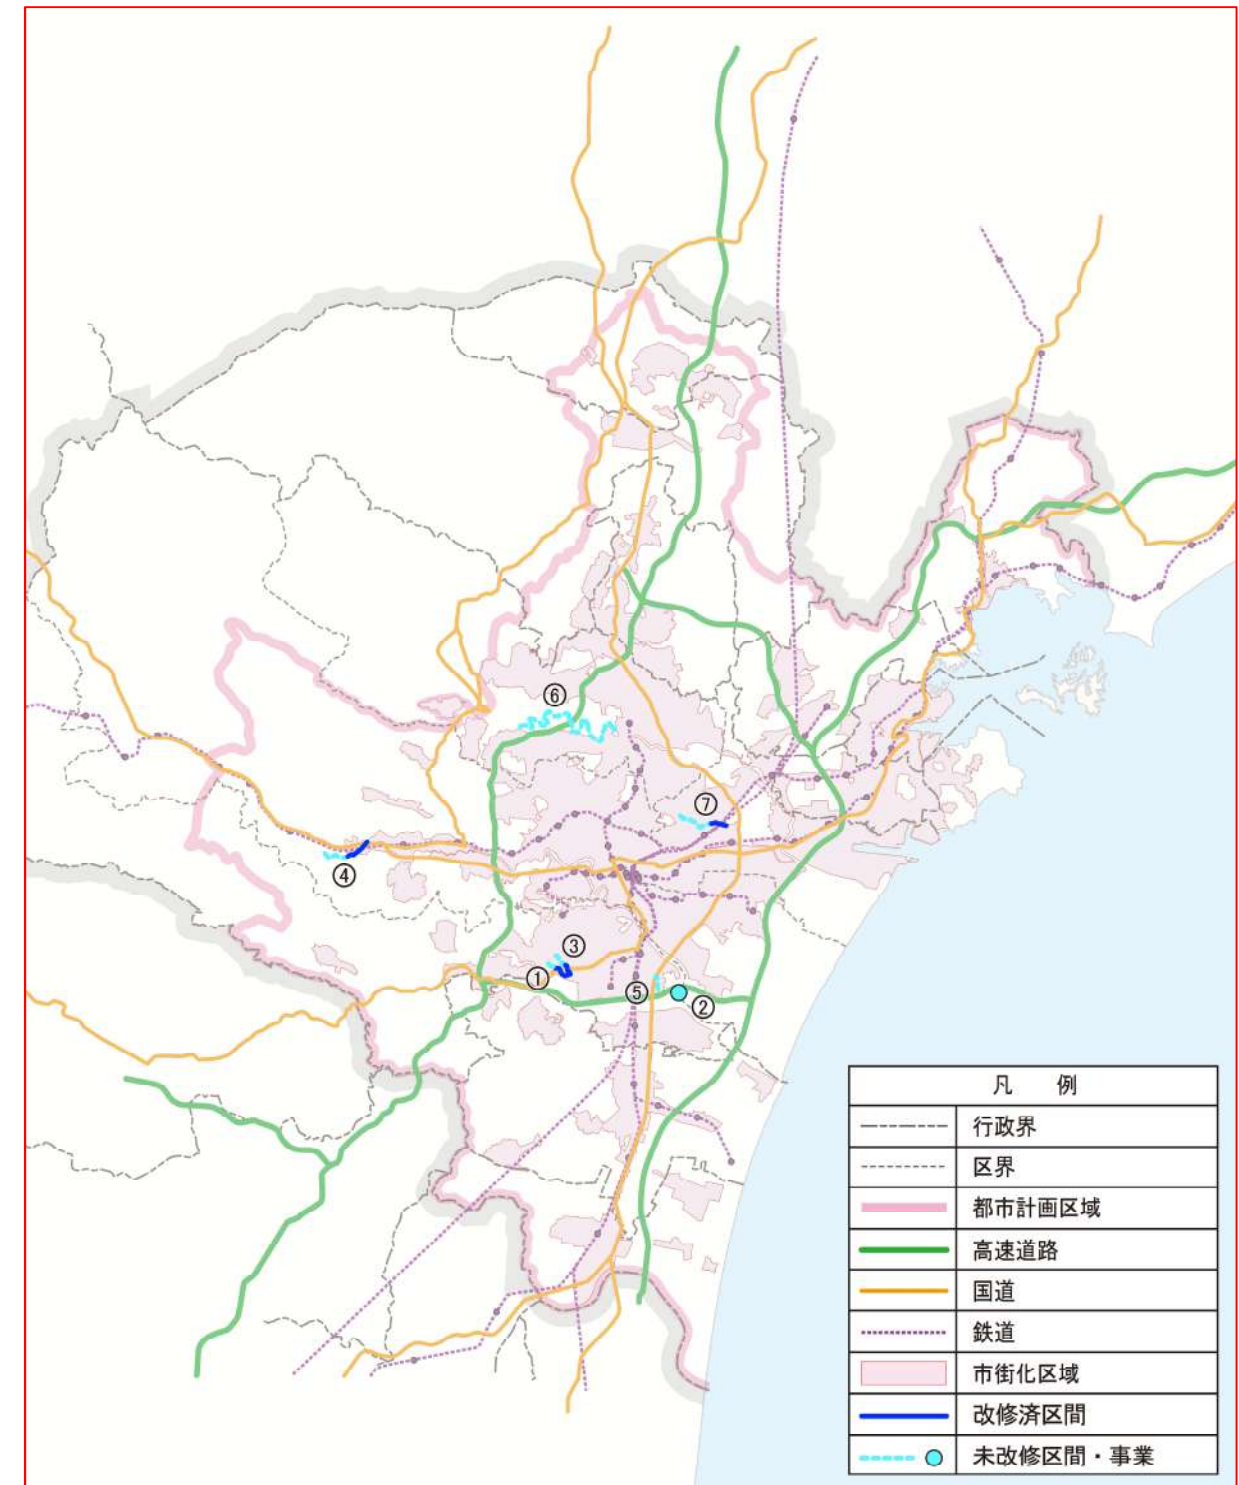 ⑥
⑦
④
③
①
⑤
②
凡 例
行政界
区界
都市計画区域
高速道路
国道
鉄道
市街化区域
改修済区間
未改修区間・事業